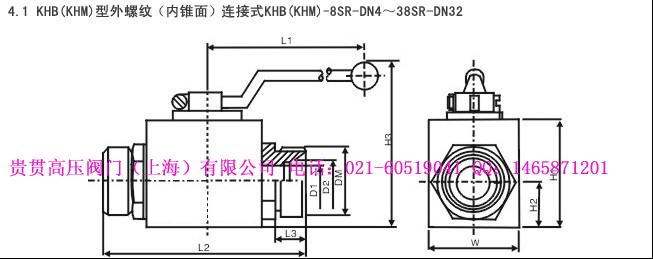 4.1 KHB(KHM)型外螺纹（内锥面）连接式KHB(KHM)-8SR-DN4～38SR-DN32
L1
H3
贵贯高压阀门（上海）有限公司 电话：021-60519041 QQ：1465871201
D1
D2
DM
H2
L3
L2
W